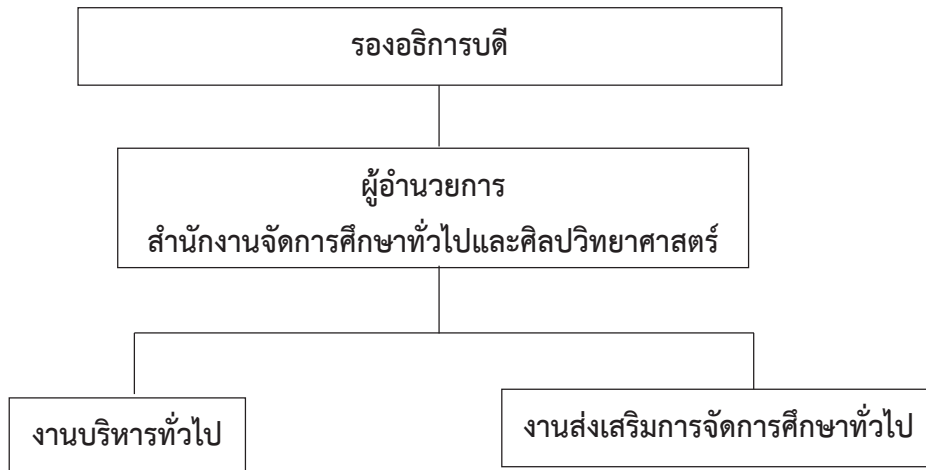 รองอธิการบดี
ผู้อำนวยการ
สำนักงานจัดการศึกษาทั่วไปและศิลปวิทยาศาสตร์
งานบริหารทั่วไป
งานส่งเสริมการจัดการศึกษาทั่วไป